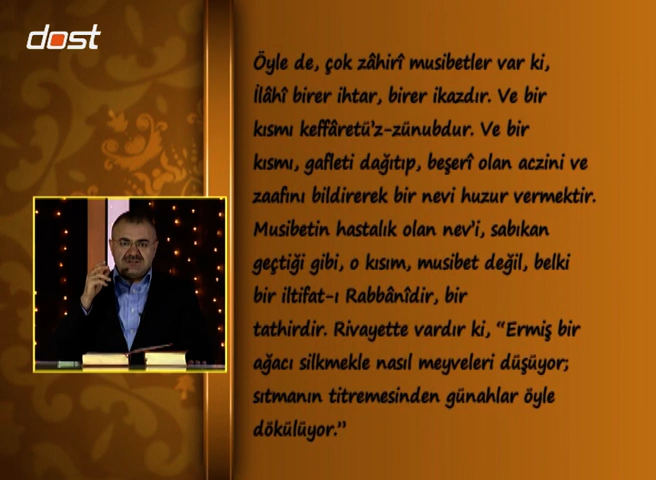 dost
Öyle de, çok zâhirî musibetler var ki,
İlâhî birer ihtar, birer ikazdır. Ve bir
kısmı keffâretü'z-zünubdur. Ve bir
kısmı, gafleti dağıtıp, beşerî olan aczini ve
zaafını bildirerek bir nevi huzur vermektir.
Musibetin hastalık olan nev'i, sabıkan
geçtiği gibi, o kısım, musibet değil, belki
bir iltifat-ı Rabbânîdir, bir
tathirdir. Rivayette vardır ki, “Ermiş bir
ağacı silkmekle nasıl meyveleri düşüyor;
sıtmanın titremesinden günahlar öyle
dökülüyor.”